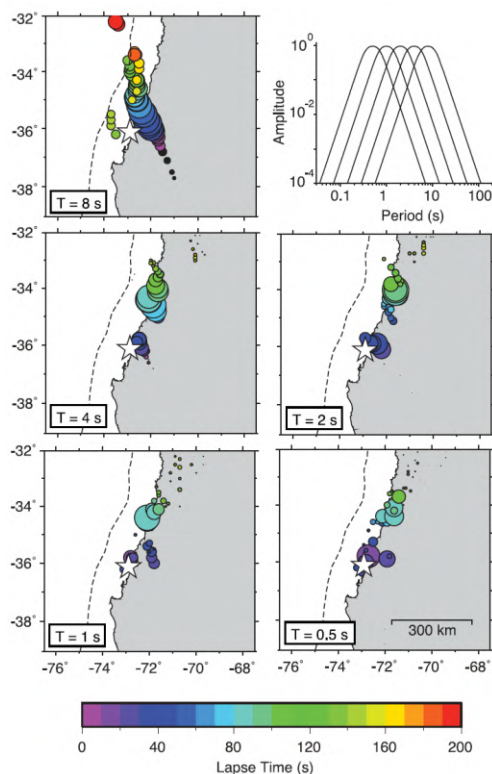 -32°
-34°
-36°
-38°
T = 8 s
Amplitude
10^0
10^-2
10^-4
0.1 1 10 100
Period (s)
-32°
-34°
-36°
-38°
T = 4 s
T = 2 s
-32°
-34°
-36°
-38°
T = 1 s
T = 0.5 s
300 km
-76° -74° -72° -70° -68°
-76° -74° -72° -70° -68°
0 40 80 120 160 200
Lapse Time (s)